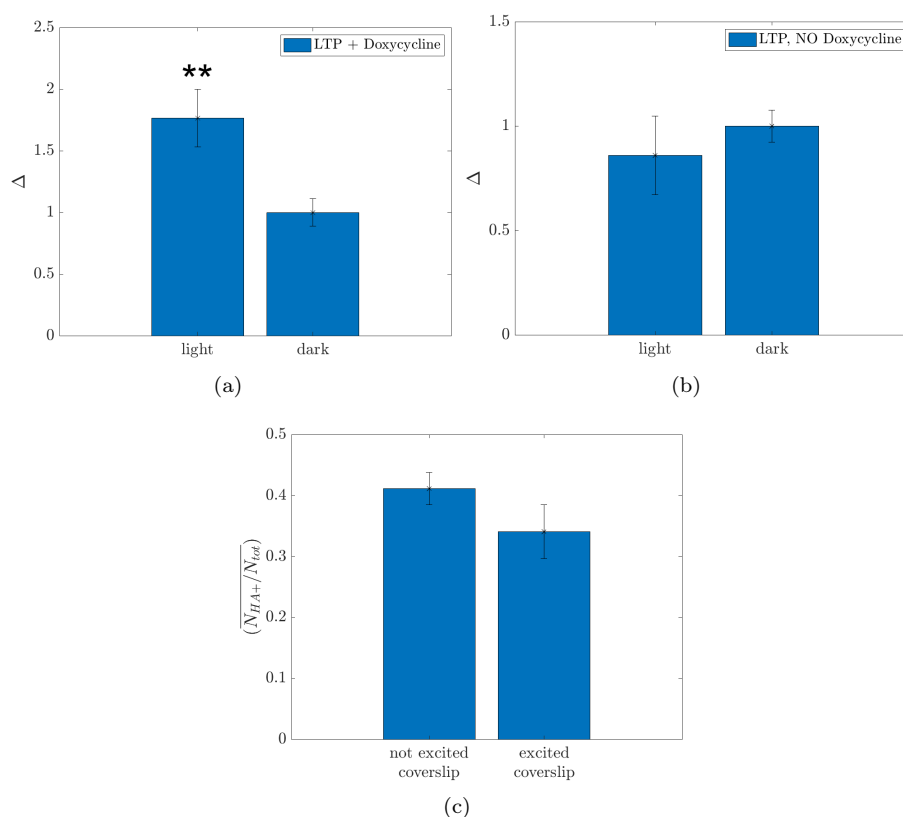 2.5
2
1.5
1
0.5
0
Δ
LTP + Doxycycline
**
light
dark
(a)
1.5
1
0.5
0
Δ
LTP, NO Doxycycline
light
dark
(b)
0.5
0.4
0.3
0.2
0.1
0
(N_{HA+}/N_{tot})
not excited
coverslip
excited
coverslip
(c)